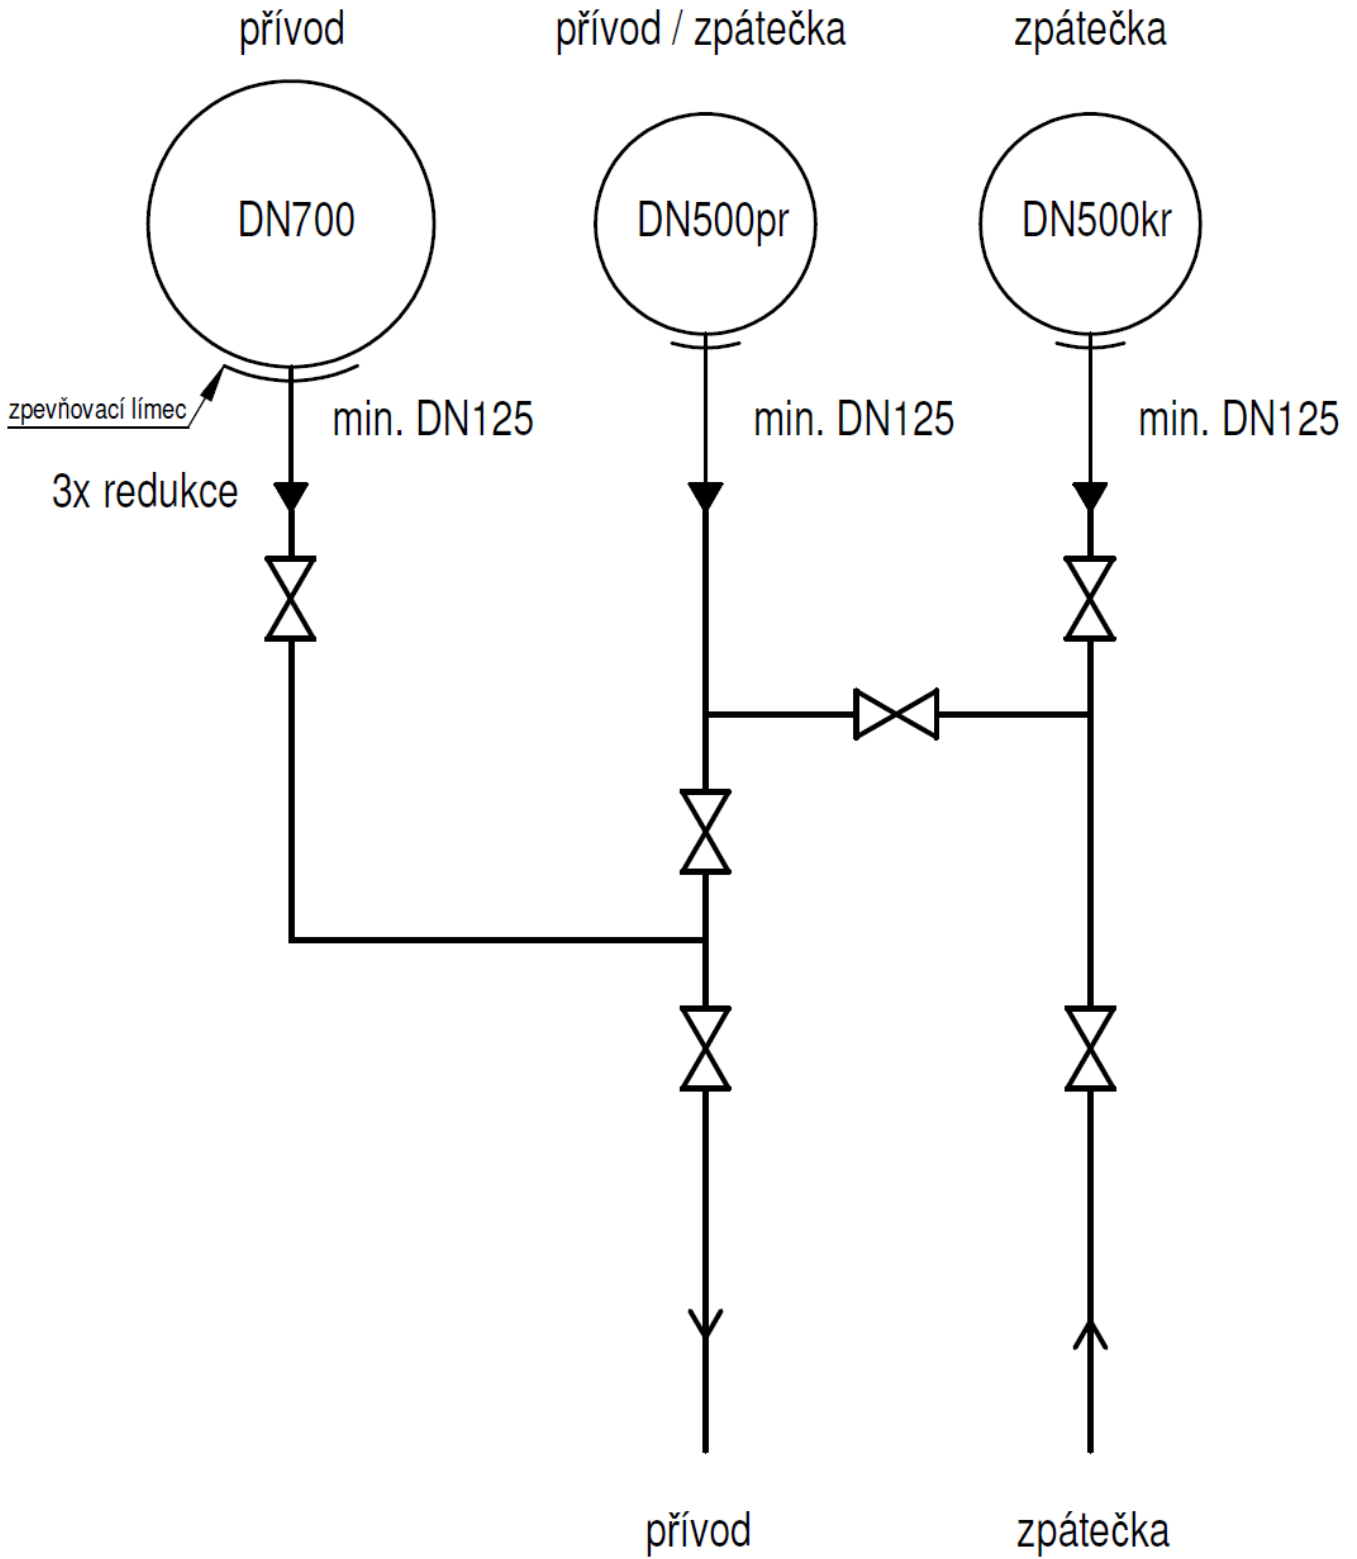 přívod
přívod / zpátečka
zpátečka
DN700
DN500pr
DN500kr
zpevňovací límec
min. DN125
min. DN125
min. DN125
3x redukce
přívod
zpátečka